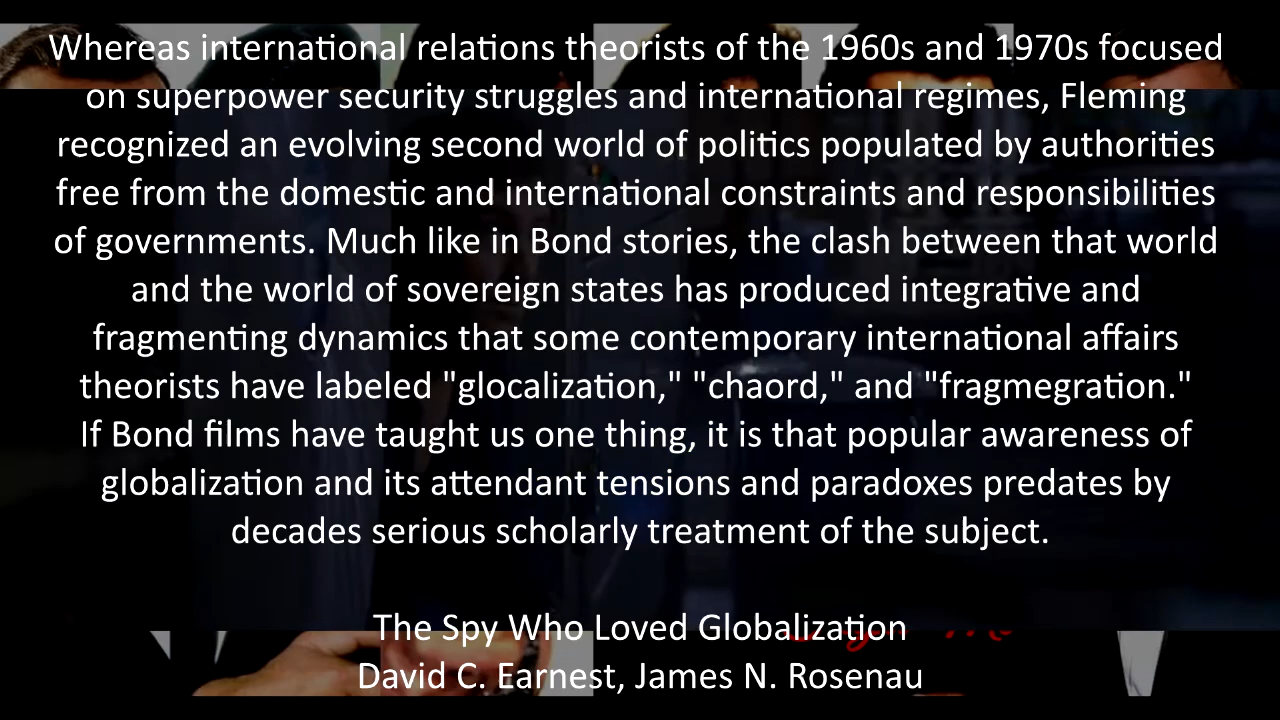 Whereas international relations theorists of the 1960s and 1970s focused
on superpower security struggles and international regimes, Fleming
recognized an evolving second world of politics populated by authorities
free from the domestic and international constraints and responsibilities
of governments. Much like in Bond stories, the clash between that world
and the world of sovereign states has produced integrative and
fragmenting dynamics that some contemporary international affairs
theorists have labeled "glocalization," "chaord," and "fragmegration."
If Bond films have taught us one thing, it is that popular awareness of
globalization and its attendant tensions and paradoxes predates by
decades serious scholarly treatment of the subject.
The Spy Who Loved Globalization
David C. Earnest, James N. Rosenau